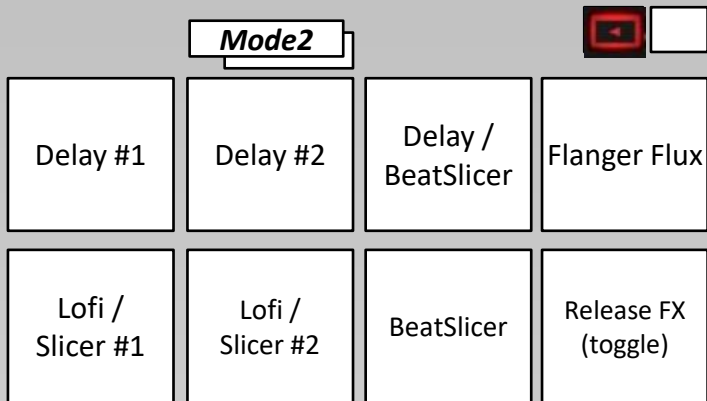 Mode2
Delay #1
Delay #2
Delay /
BeatSlicer
Flanger Flux
Lofi /
Slicer #1
Lofi /
Slicer #2
BeatSlicer
Release FX
(toggle)